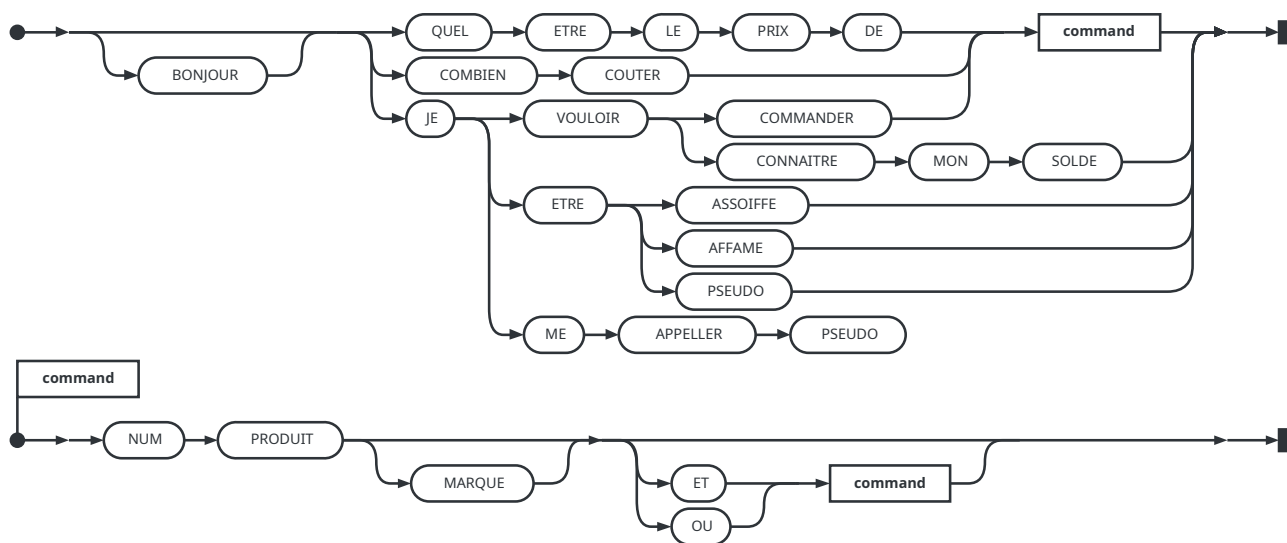 QUEL ETRE LE PRIX DE command
BONJOUR COMBIEN COUTER
JE VOULOIR COMMANDER
CONNAITRE MON SOLDE
ETRE ASSOIFFE
AFFAME
PSEUDO
ME APPELLER PSEUDO
command
NUM PRODUIT
MARQUE ET command
OU